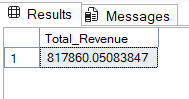 Results Messages
Total_Revenue
1 817860.05083847